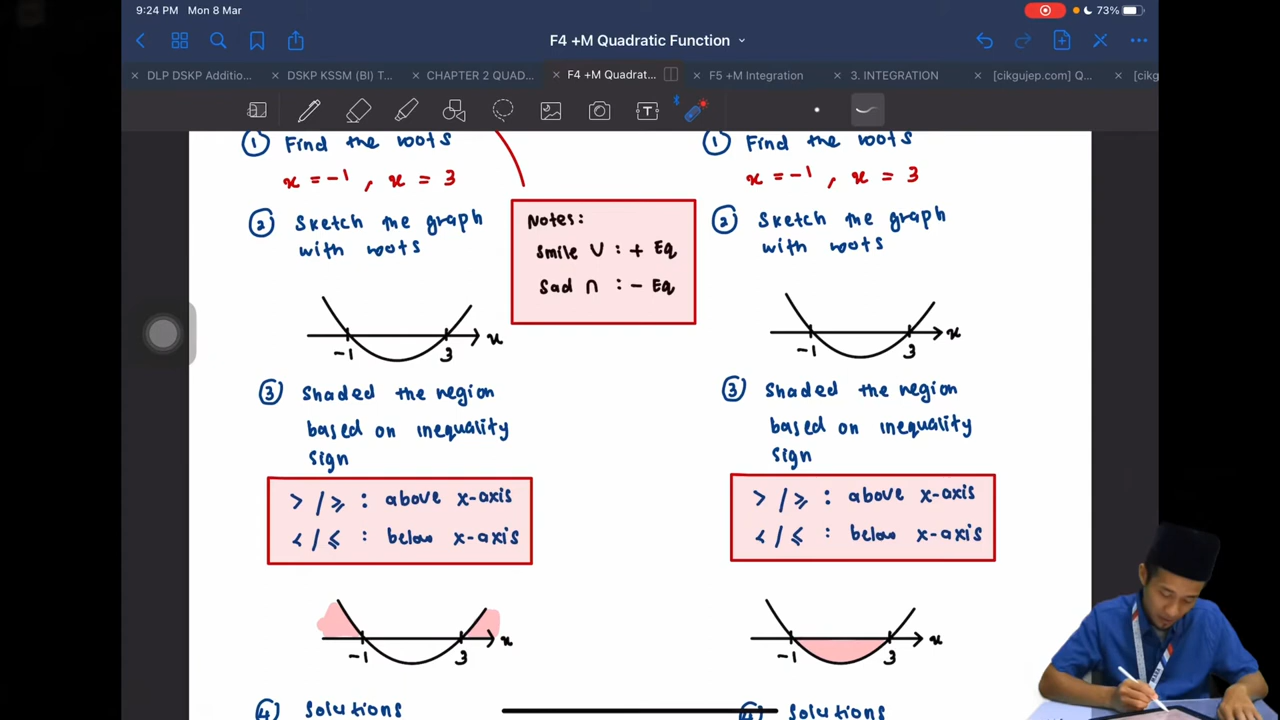 9:24 PM Mon 8 Mar
73%
F4 +M Quadratic Function
DLP DSKP Additio...
DSKP KSSM (BI) T...
CHAPTER 2 QUAD...
F4 +M Quadrat...
F5 +M Integration
3. INTEGRATION
[cikgujep.com] Q...
[cikg
① Find the roots
x = -1 , x = 3
② Sketch the graph
with roots
-1 3 x
③ Shaded the region
based on inequality
sign
> / ≥ : above x-axis
< / ≤ : below x-axis
-1 3 x
④ Solutions
Notes:
Smile ∪ : + Eq
Sad ∩ : - Eq
① Find the roots
x = -1 , x = 3
② Sketch the graph
with roots
-1 3 x
③ Shaded the region
based on inequality
sign
> / ≥ : above x-axis
< / ≤ : below x-axis
-1 3 x
④ Solutions